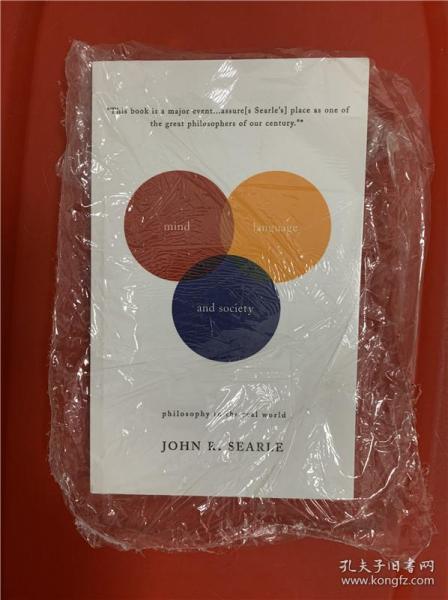 "This book is a major event...assure[s Searle's] place as one of
the great philosophers of our century."*
mind
language
and society
philosophy in the real world
JOHN R. SEARLE
孔夫子旧书网
www.kongfz.com